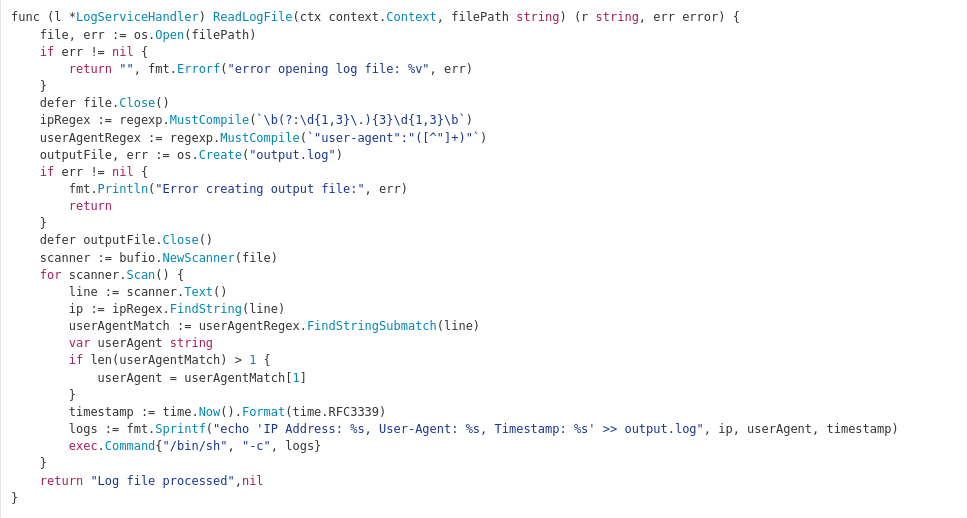 func (l *LogServiceHandler) ReadLogFile(ctx context.Context, filePath string) (r string, err error) {
    file, err := os.Open(filePath)
    if err != nil {
        return "", fmt.Errorf("error opening log file: %v", err)
    }
    defer file.Close()
    ipRegex := regexp.MustCompile(`\b(?:\d{1,3}\.){3}\d{1,3}\b`)
    userAgentRegex := regexp.MustCompile(`"user-agent":"([^"]+)"`)
    outputFile, err := os.Create("output.log")
    if err != nil {
        fmt.Println("Error creating output file:", err)
        return
    }
    defer outputFile.Close()
    scanner := bufio.NewScanner(file)
    for scanner.Scan() {
        line := scanner.Text()
        ip := ipRegex.FindString(line)
        userAgentMatch := userAgentRegex.FindStringSubmatch(line)
        var userAgent string
        if len(userAgentMatch) > 1 {
            userAgent = userAgentMatch[1]
        }
        timestamp := time.Now().Format(time.RFC3339)
        logs := fmt.Sprintf("echo 'IP Address: %s, User-Agent: %s, Timestamp: %s' >> output.log", ip, userAgent, timestamp)
        exec.Command{"/bin/sh", "-c", logs}
    }
    return "Log file processed",nil
}